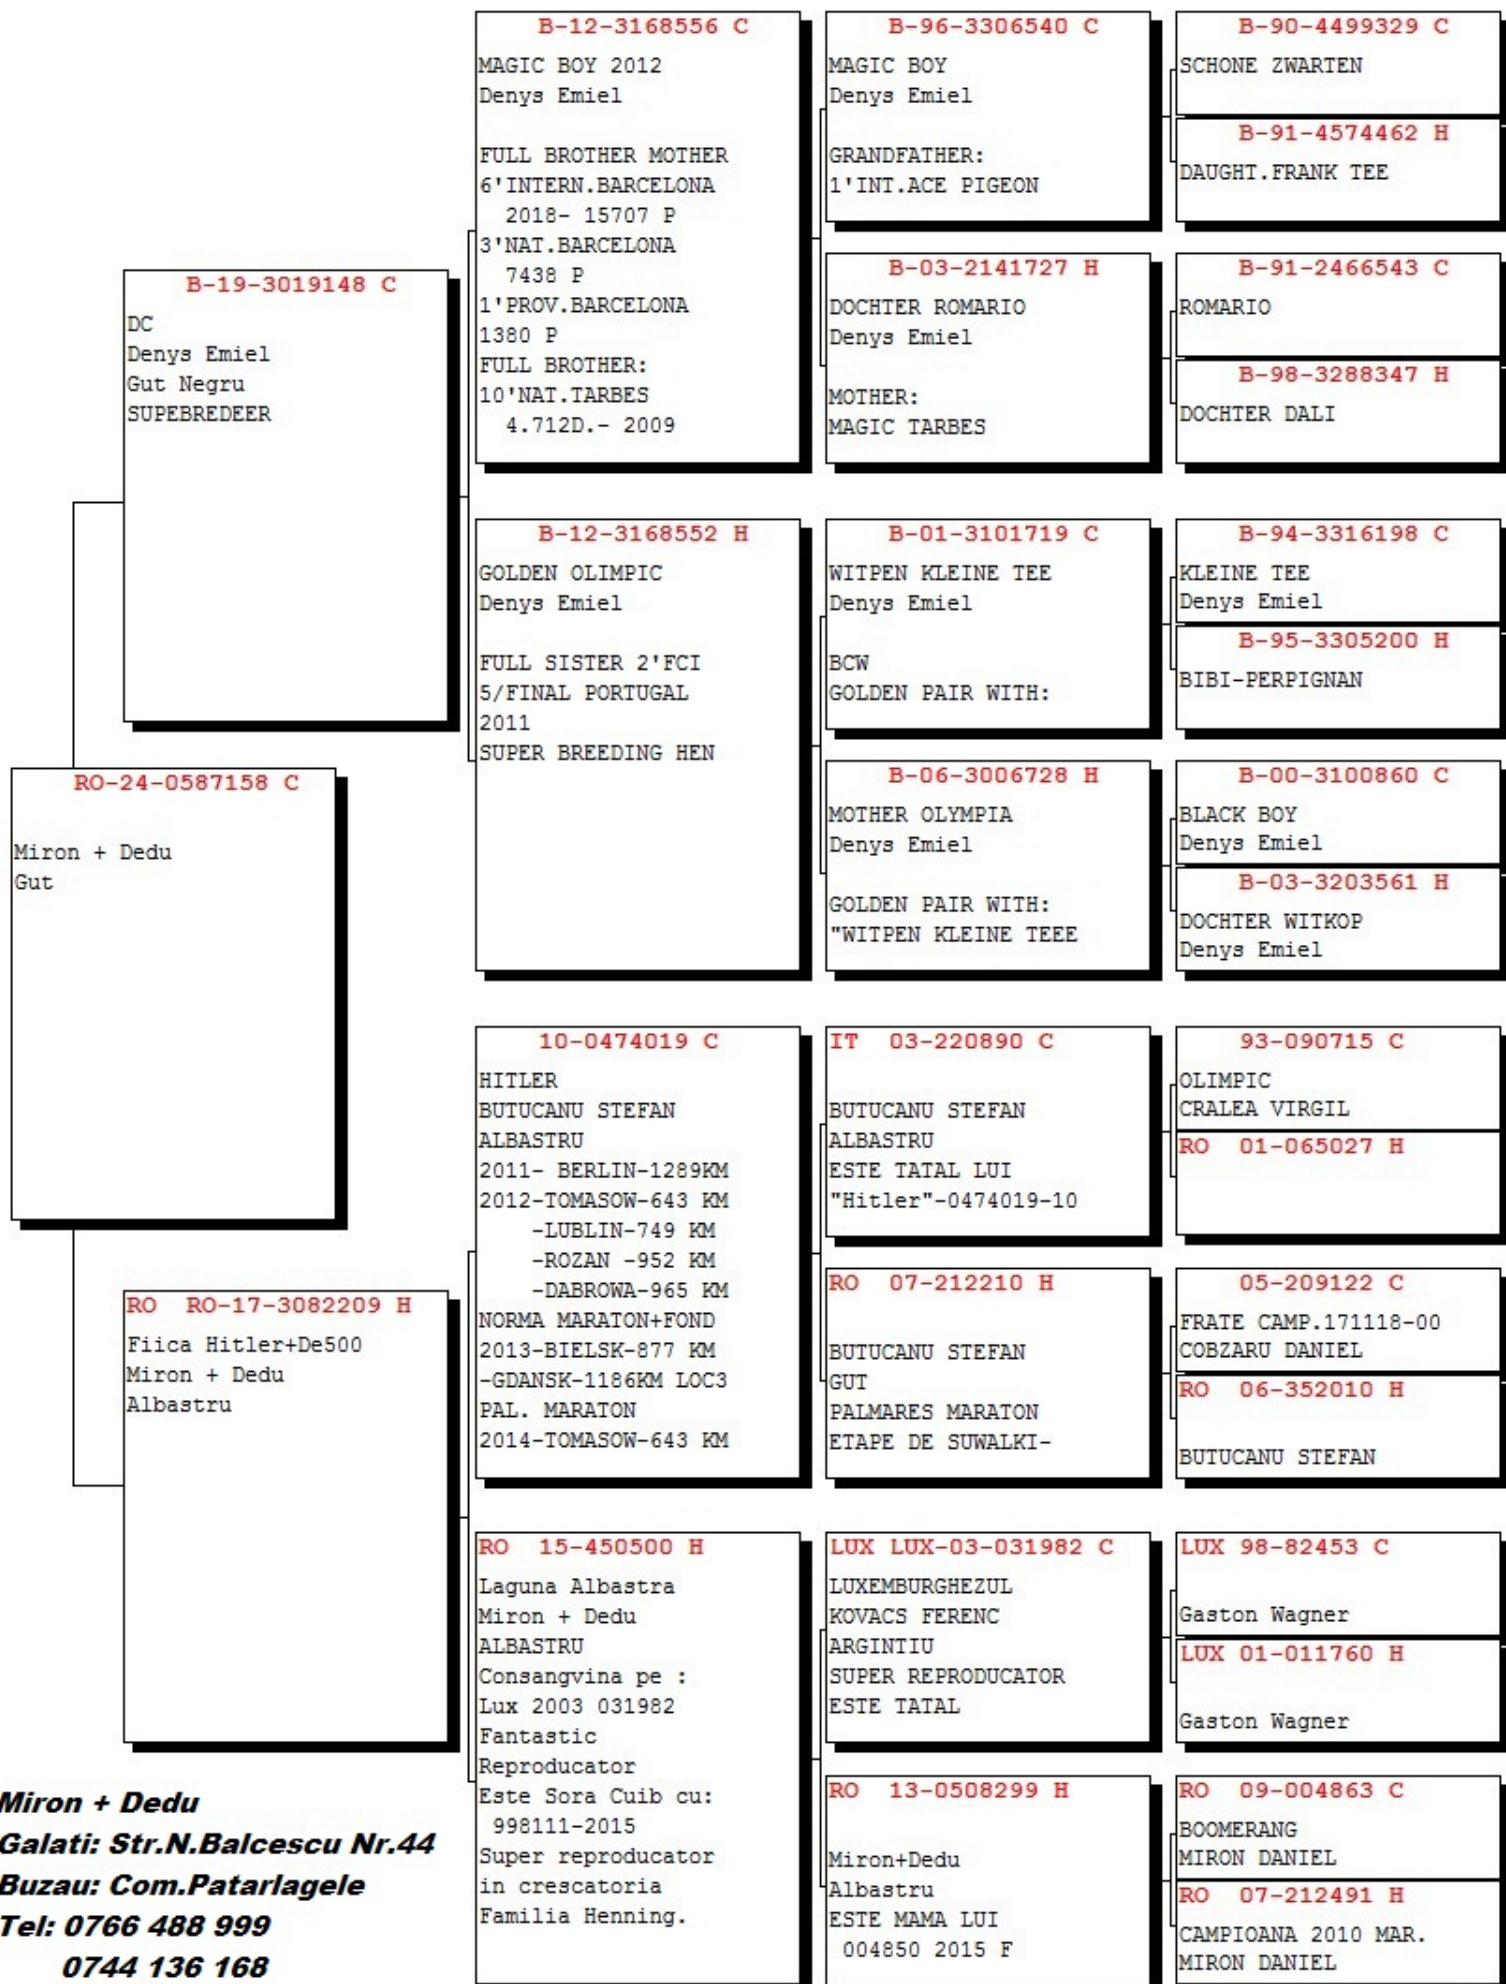 RO-24-0587158 C
Miron + Dedu
Gut
B-19-3019148 C
DC
Denys Emiel
Gut Negru
SUPEBREDEER
RO  RO-17-3082209 H
Fiica Hitler+De500
Miron + Dedu
Albastru
B-12-3168556 C
MAGIC BOY 2012
Denys Emiel
FULL BROTHER MOTHER
6'INTERN.BARCELONA
2018- 15707 P
3'NAT.BARCELONA
7438 P
1'PROV.BARCELONA
1380 P
FULL BROTHER:
10'NAT.TARBES
4.712D.- 2009
B-12-3168552 H
GOLDEN OLIMPIC
Denys Emiel
FULL SISTER 2'FCI
5/FINAL PORTUGAL
2011
SUPER BREEDING HEN
10-0474019 C
HITLER
BUTUCANU STEFAN
ALBASTRU
2011- BERLIN-1289KM
2012-TOMASOW-643 KM
-LUBLIN-749 KM
-ROZAN -952 KM
-DABROWA-965 KM
NORMA MARATON+FOND
2013-BIELSK-877 KM
-GDANSK-1186KM LOC3
PAL. MARATON
2014-TOMASOW-643 KM
RO  15-450500 H
Laguna Albastra
Miron + Dedu
ALBASTRU
Consangvina pe :
Lux 2003 031982
Fantastic
Reproducator
Este Sora Cuib cu:
998111-2015
Super reproducator
in crescatoria
Familia Henning.
B-96-3306540 C
MAGIC BOY
Denys Emiel
GRANDFATHER:
1'INT.ACE PIGEON
B-03-2141727 H
DOCHTER ROMARIO
Denys Emiel
MOTHER:
MAGIC TARBES
B-01-3101719 C
WITPEN KLEINE TEE
Denys Emiel
BCW
GOLDEN PAIR WITH:
B-06-3006728 H
MOTHER OLYMPIA
Denys Emiel
GOLDEN PAIR WITH:
"WITPEN KLEINE TEEE
IT  03-220890 C
BUTUCANU STEFAN
ALBASTRU
ESTE TATAL LUI
"Hitler"-0474019-10
RO  07-212210 H
BUTUCANU STEFAN
GUT
PALMARES MARATON
ETAPE DE SUWALKI-
LUX LUX-03-031982 C
LUXEMBURGHEZUL
KOVACS FERENC
ARGINTIU
SUPER REPRODUCATOR
ESTE TATAL
RO  13-0508299 H
Miron+Dedu
Albastru
ESTE MAMA LUI
004850 2015 F
B-90-4499329 C
SCHONE ZWARTEN
B-91-4574462 H
DAUGHT.FRANK TEE
B-91-2466543 C
ROMARIO
B-98-3288347 H
DOCHTER DALI
B-94-3316198 C
KLEINE TEE
Denys Emiel
B-95-3305200 H
BIBI-PERPIGNAN
B-00-3100860 C
BLACK BOY
Denys Emiel
B-03-3203561 H
DOCHTER WITKOP
Denys Emiel
93-090715 C
OLIMPIC
CRALEA VIRGIL
RO  01-065027 H
05-209122 C
FRATE CAMP.171118-00
COBZARU DANIEL
RO  06-352010 H
BUTUCANU STEFAN
LUX 98-82453 C
Gaston Wagner
LUX 01-011760 H
Gaston Wagner
RO  09-004863 C
BOOMERANG
MIRON DANIEL
RO  07-212491 H
CAMPIOANA 2010 MAR.
MIRON DANIEL
Miron + Dedu
Galati: Str.N.Balcescu Nr.44
Buzau: Com.Patarlagele
Tel: 0766 488 999
0744 136 168